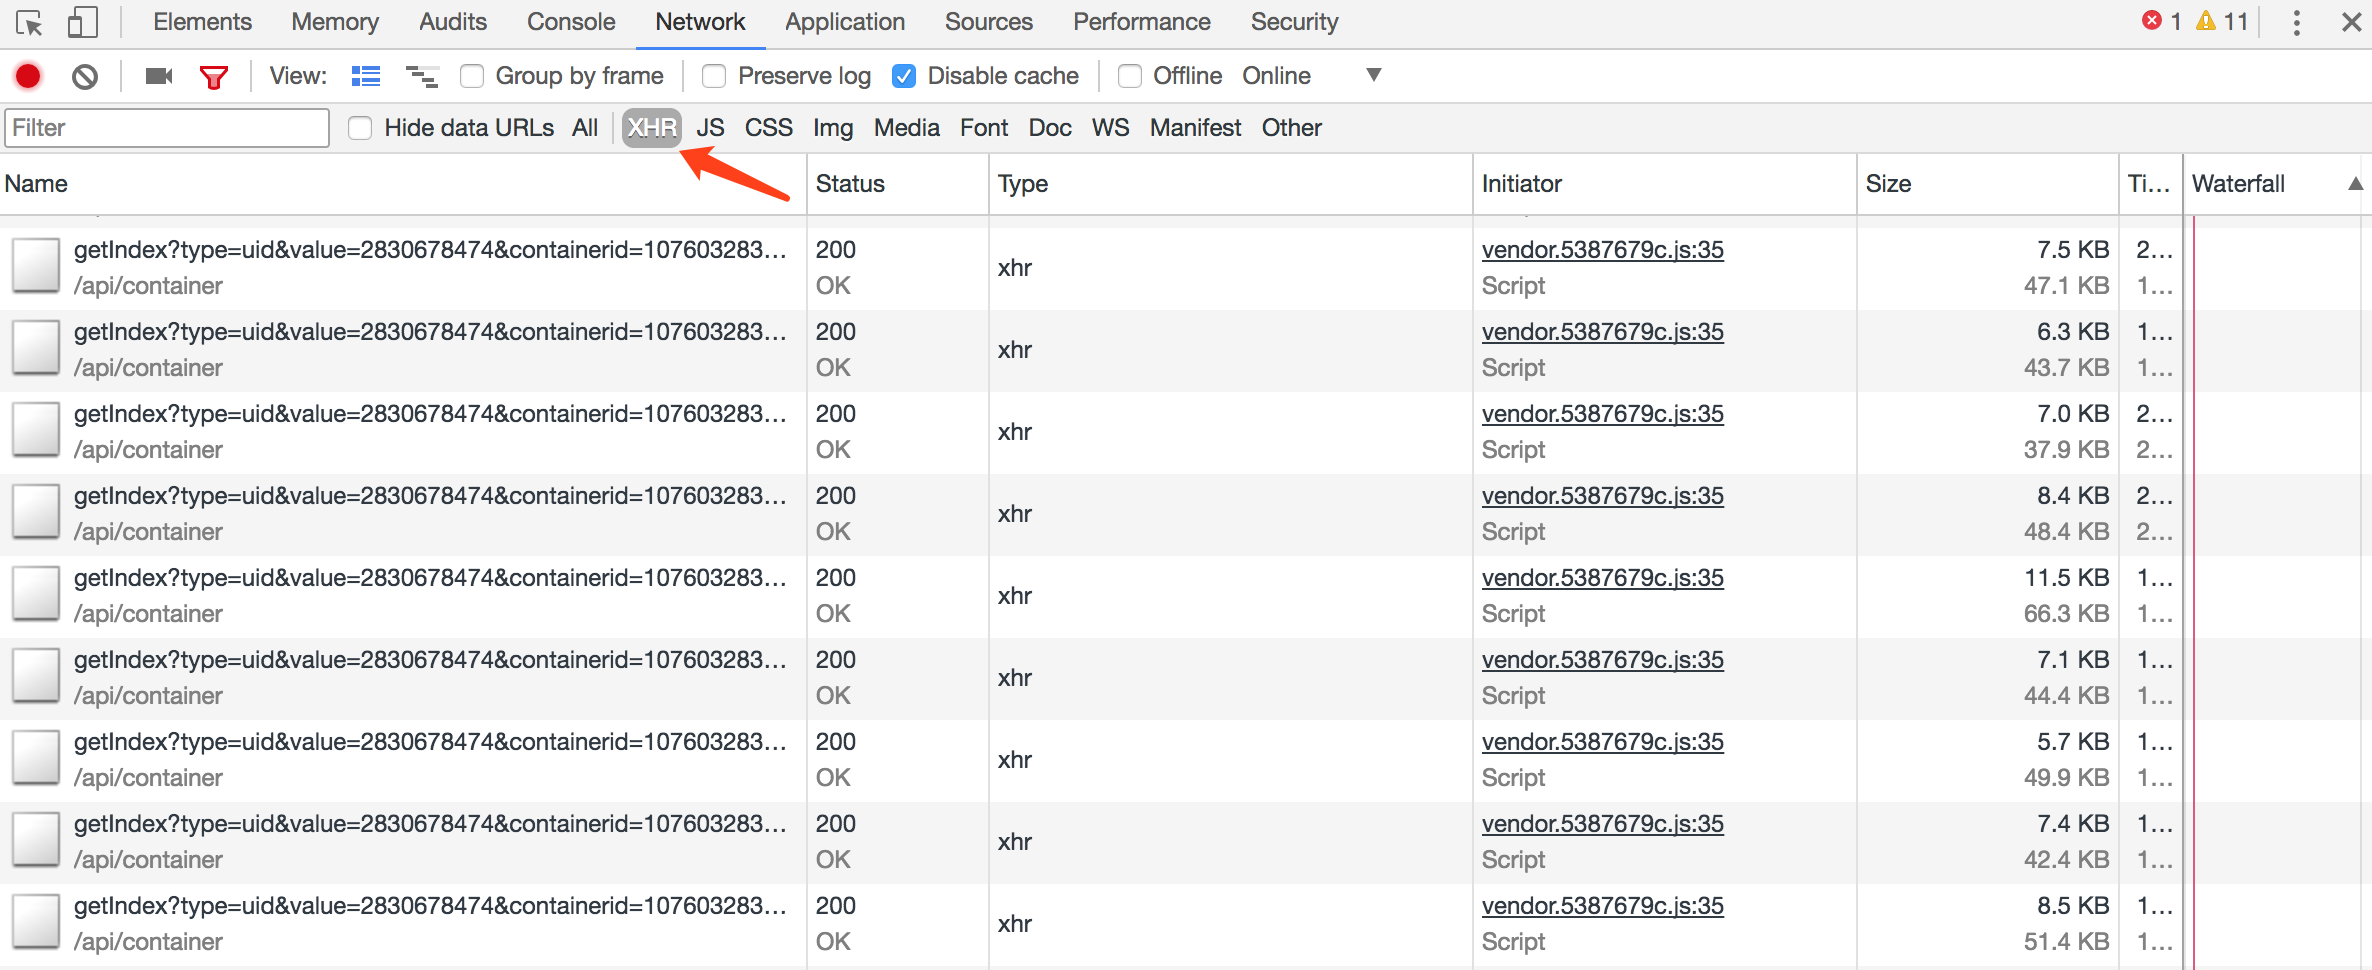 Elements Memory Audits Console Network Application Sources Performance Security 1 11
View: Group by frame Preserve log Disable cache Offline Online
Filter Hide data URLs All XHR JS CSS Img Media Font Doc WS Manifest Other
Name Status Type Initiator Size Ti... Waterfall
getIndex?type=uid&value=2830678474&containerid=107603283... 200 xhr vendor.5387679c.js:35 7.5 KB 2...
/api/container OK Script 47.1 KB 1...
getIndex?type=uid&value=2830678474&containerid=107603283... 200 xhr vendor.5387679c.js:35 6.3 KB 1...
/api/container OK Script 43.7 KB 1...
getIndex?type=uid&value=2830678474&containerid=107603283... 200 xhr vendor.5387679c.js:35 7.0 KB 2...
/api/container OK Script 37.9 KB 2...
getIndex?type=uid&value=2830678474&containerid=107603283... 200 xhr vendor.5387679c.js:35 8.4 KB 2...
/api/container OK Script 48.4 KB 2...
getIndex?type=uid&value=2830678474&containerid=107603283... 200 xhr vendor.5387679c.js:35 11.5 KB 1...
/api/container OK Script 66.3 KB 1...
getIndex?type=uid&value=2830678474&containerid=107603283... 200 xhr vendor.5387679c.js:35 7.1 KB 1...
/api/container OK Script 44.4 KB 1...
getIndex?type=uid&value=2830678474&containerid=107603283... 200 xhr vendor.5387679c.js:35 5.7 KB 1...
/api/container OK Script 49.9 KB 1...
getIndex?type=uid&value=2830678474&containerid=107603283... 200 xhr vendor.5387679c.js:35 7.4 KB 1...
/api/container OK Script 42.4 KB 1...
getIndex?type=uid&value=2830678474&containerid=107603283... 200 xhr vendor.5387679c.js:35 8.5 KB 1...
/api/container OK Script 51.4 KB 1...